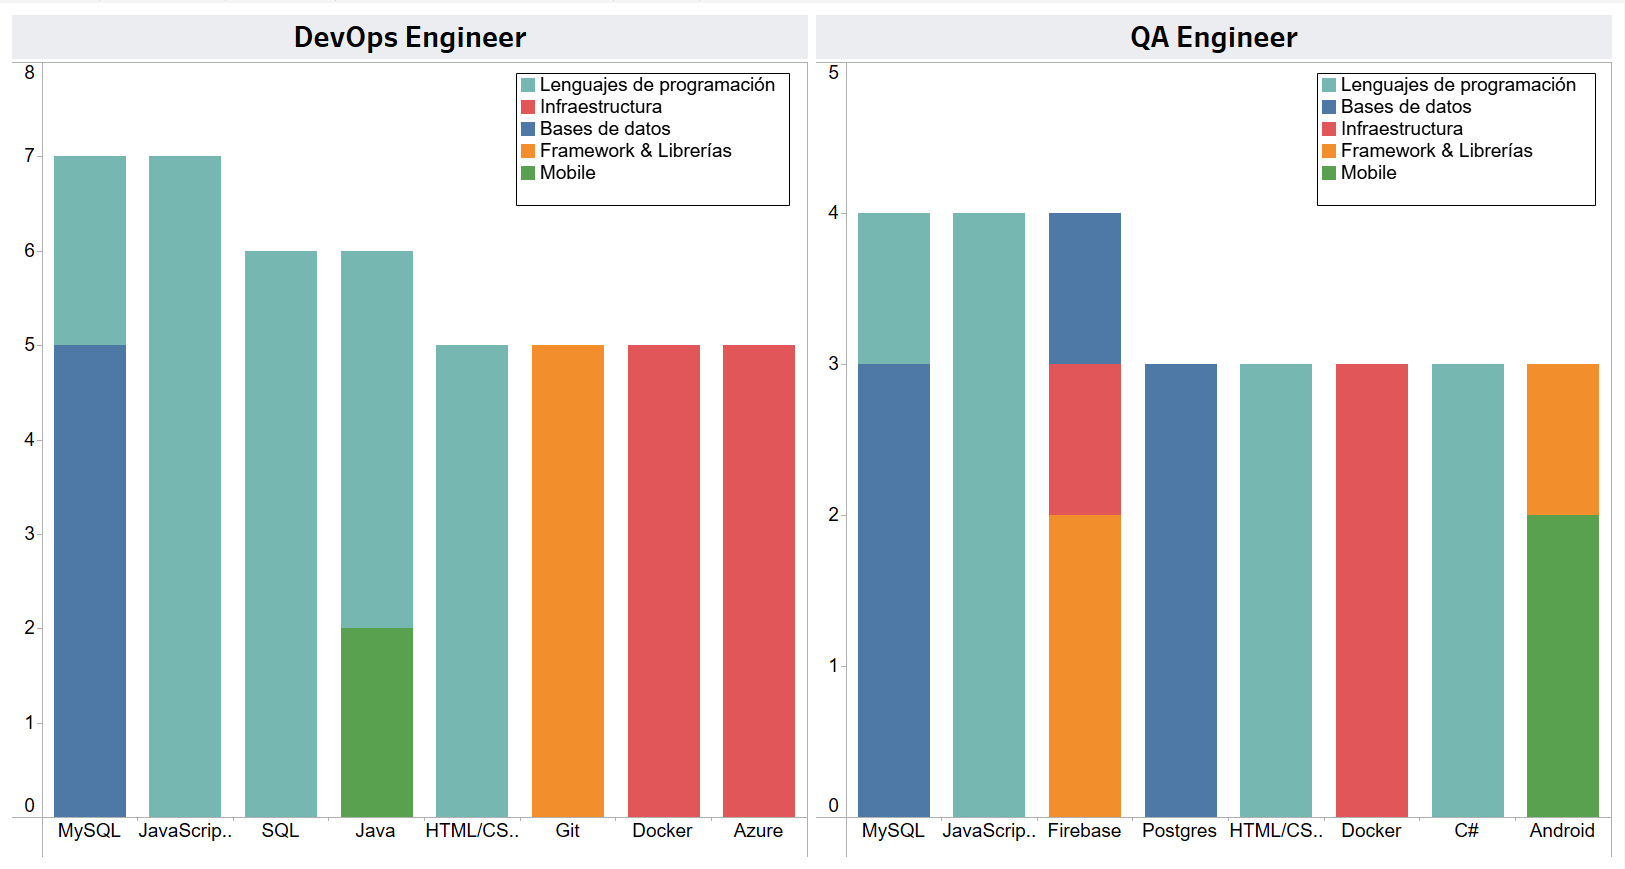 DevOps Engineer
8
7
6
5
4
3
2
1
0
Lenguajes de programación
Infraestructura
Bases de datos
Framework & Librerías
Mobile
MySQL JavaScrip.. SQL Java HTML/CS.. Git Docker Azure
QA Engineer
5
4
3
2
1
0
Lenguajes de programación
Bases de datos
Infraestructura
Framework & Librerías
Mobile
MySQL JavaScrip.. Firebase Postgres HTML/CS.. Docker C# Android